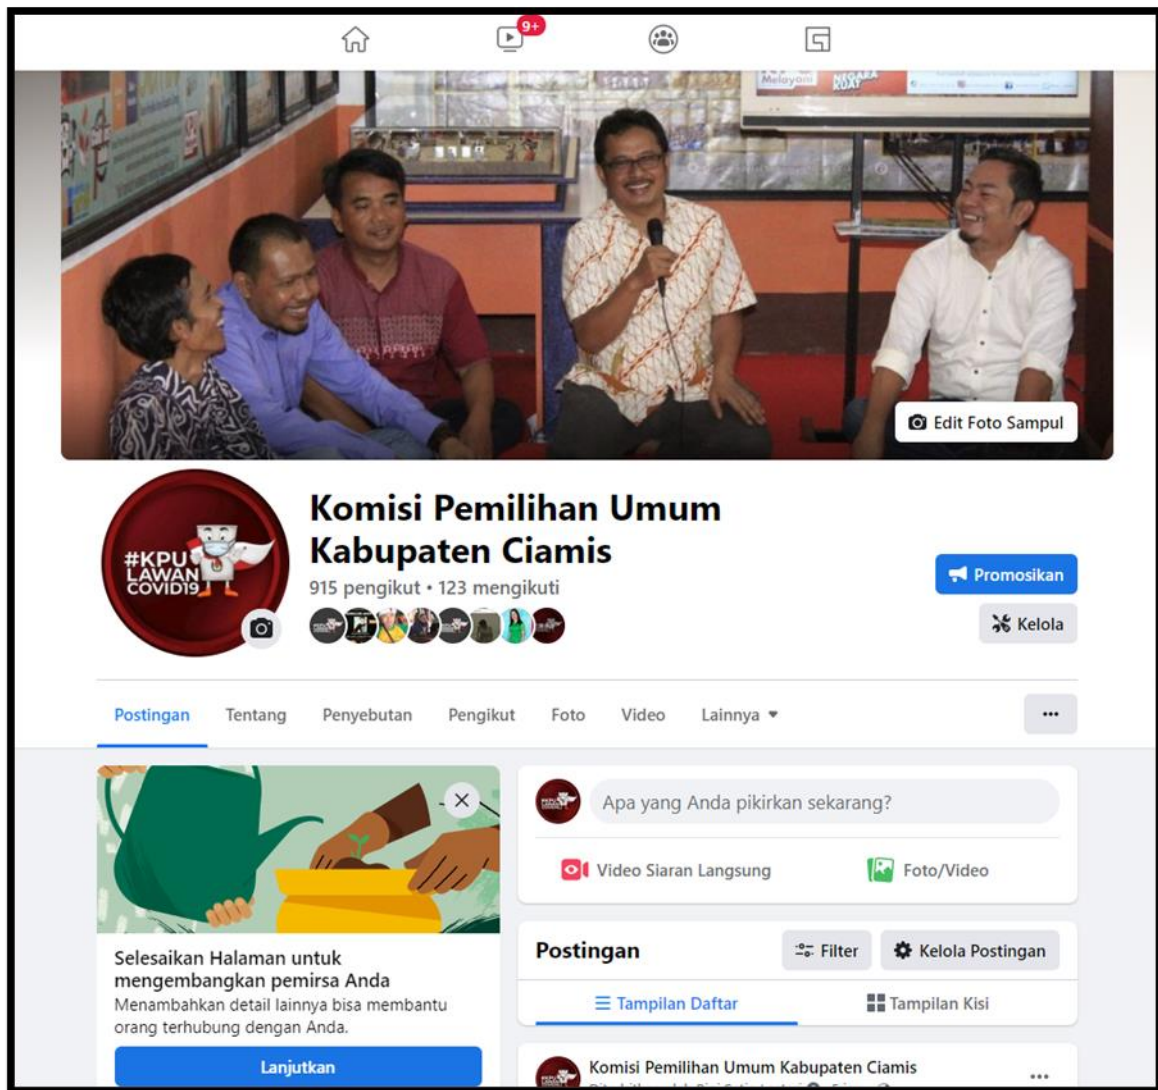 9+
Melayani
NEGARA
KUAT
Edit Foto Sampul
#KPU
LAWAN
COVID19
Komisi Pemilihan Umum
Kabupaten Ciamis
915 pengikut • 123 mengikuti
Promosikan
Kelola
Postingan Tentang Penyebutan Pengikut Foto Video Lainnya
Apa yang Anda pikirkan sekarang?
Video Siaran Langsung Foto/Video
Selesaikan Halaman untuk
mengembangkan pemirsa Anda
Menambahkan detail lainnya bisa membantu
orang terhubung dengan Anda.
Lanjutkan
Postingan Filter Kelola Postingan
Tampilan Daftar Tampilan Kisi
Komisi Pemilihan Umum Kabupaten Ciamis